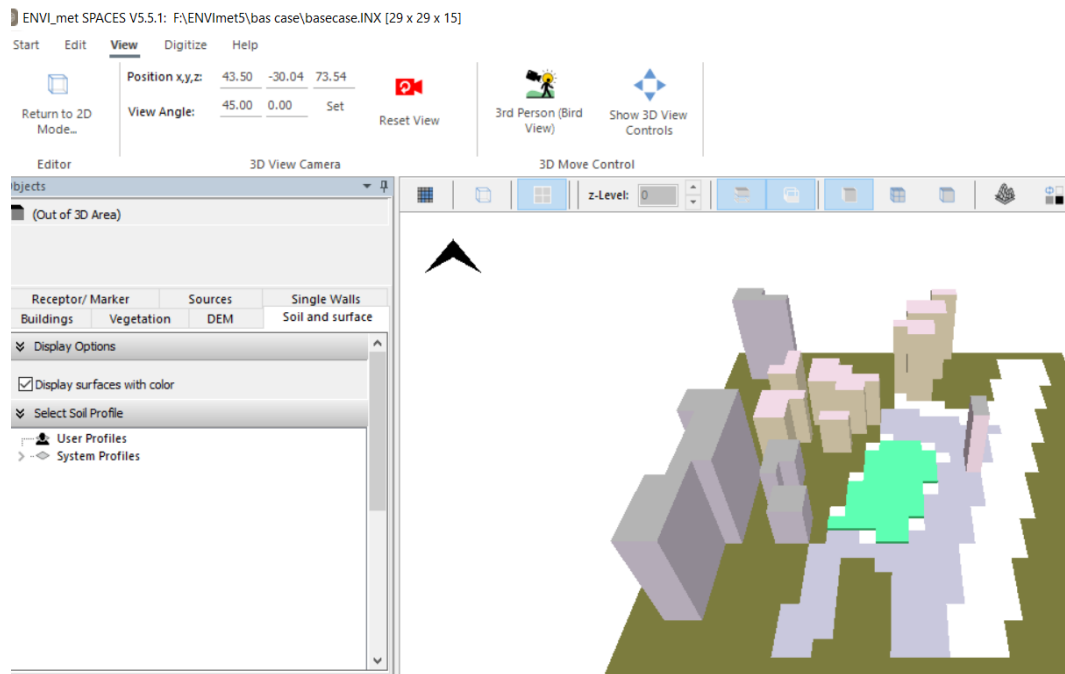 ENVI_met SPACES V5.5.1: F:\ENVImet5\bas case\basecase.INX [29 x 29 x 15]
Start Edit View Digitize Help
Position x,y,z: 43.50 -30.04 73.54
View Angle: 45.00 0.00 Set
Return to 2D
Mode...
Reset View
3rd Person (Bird
View)
Show 3D View
Controls
Editor 3D View Camera 3D Move Control
bjects
z-Level: 0
(Out of 3D Area)
Receptor/ Marker Sources Single Walls
Buildings Vegetation DEM Soil and surface
Display Options
Display surfaces with color
Select Soil Profile
User Profiles
System Profiles